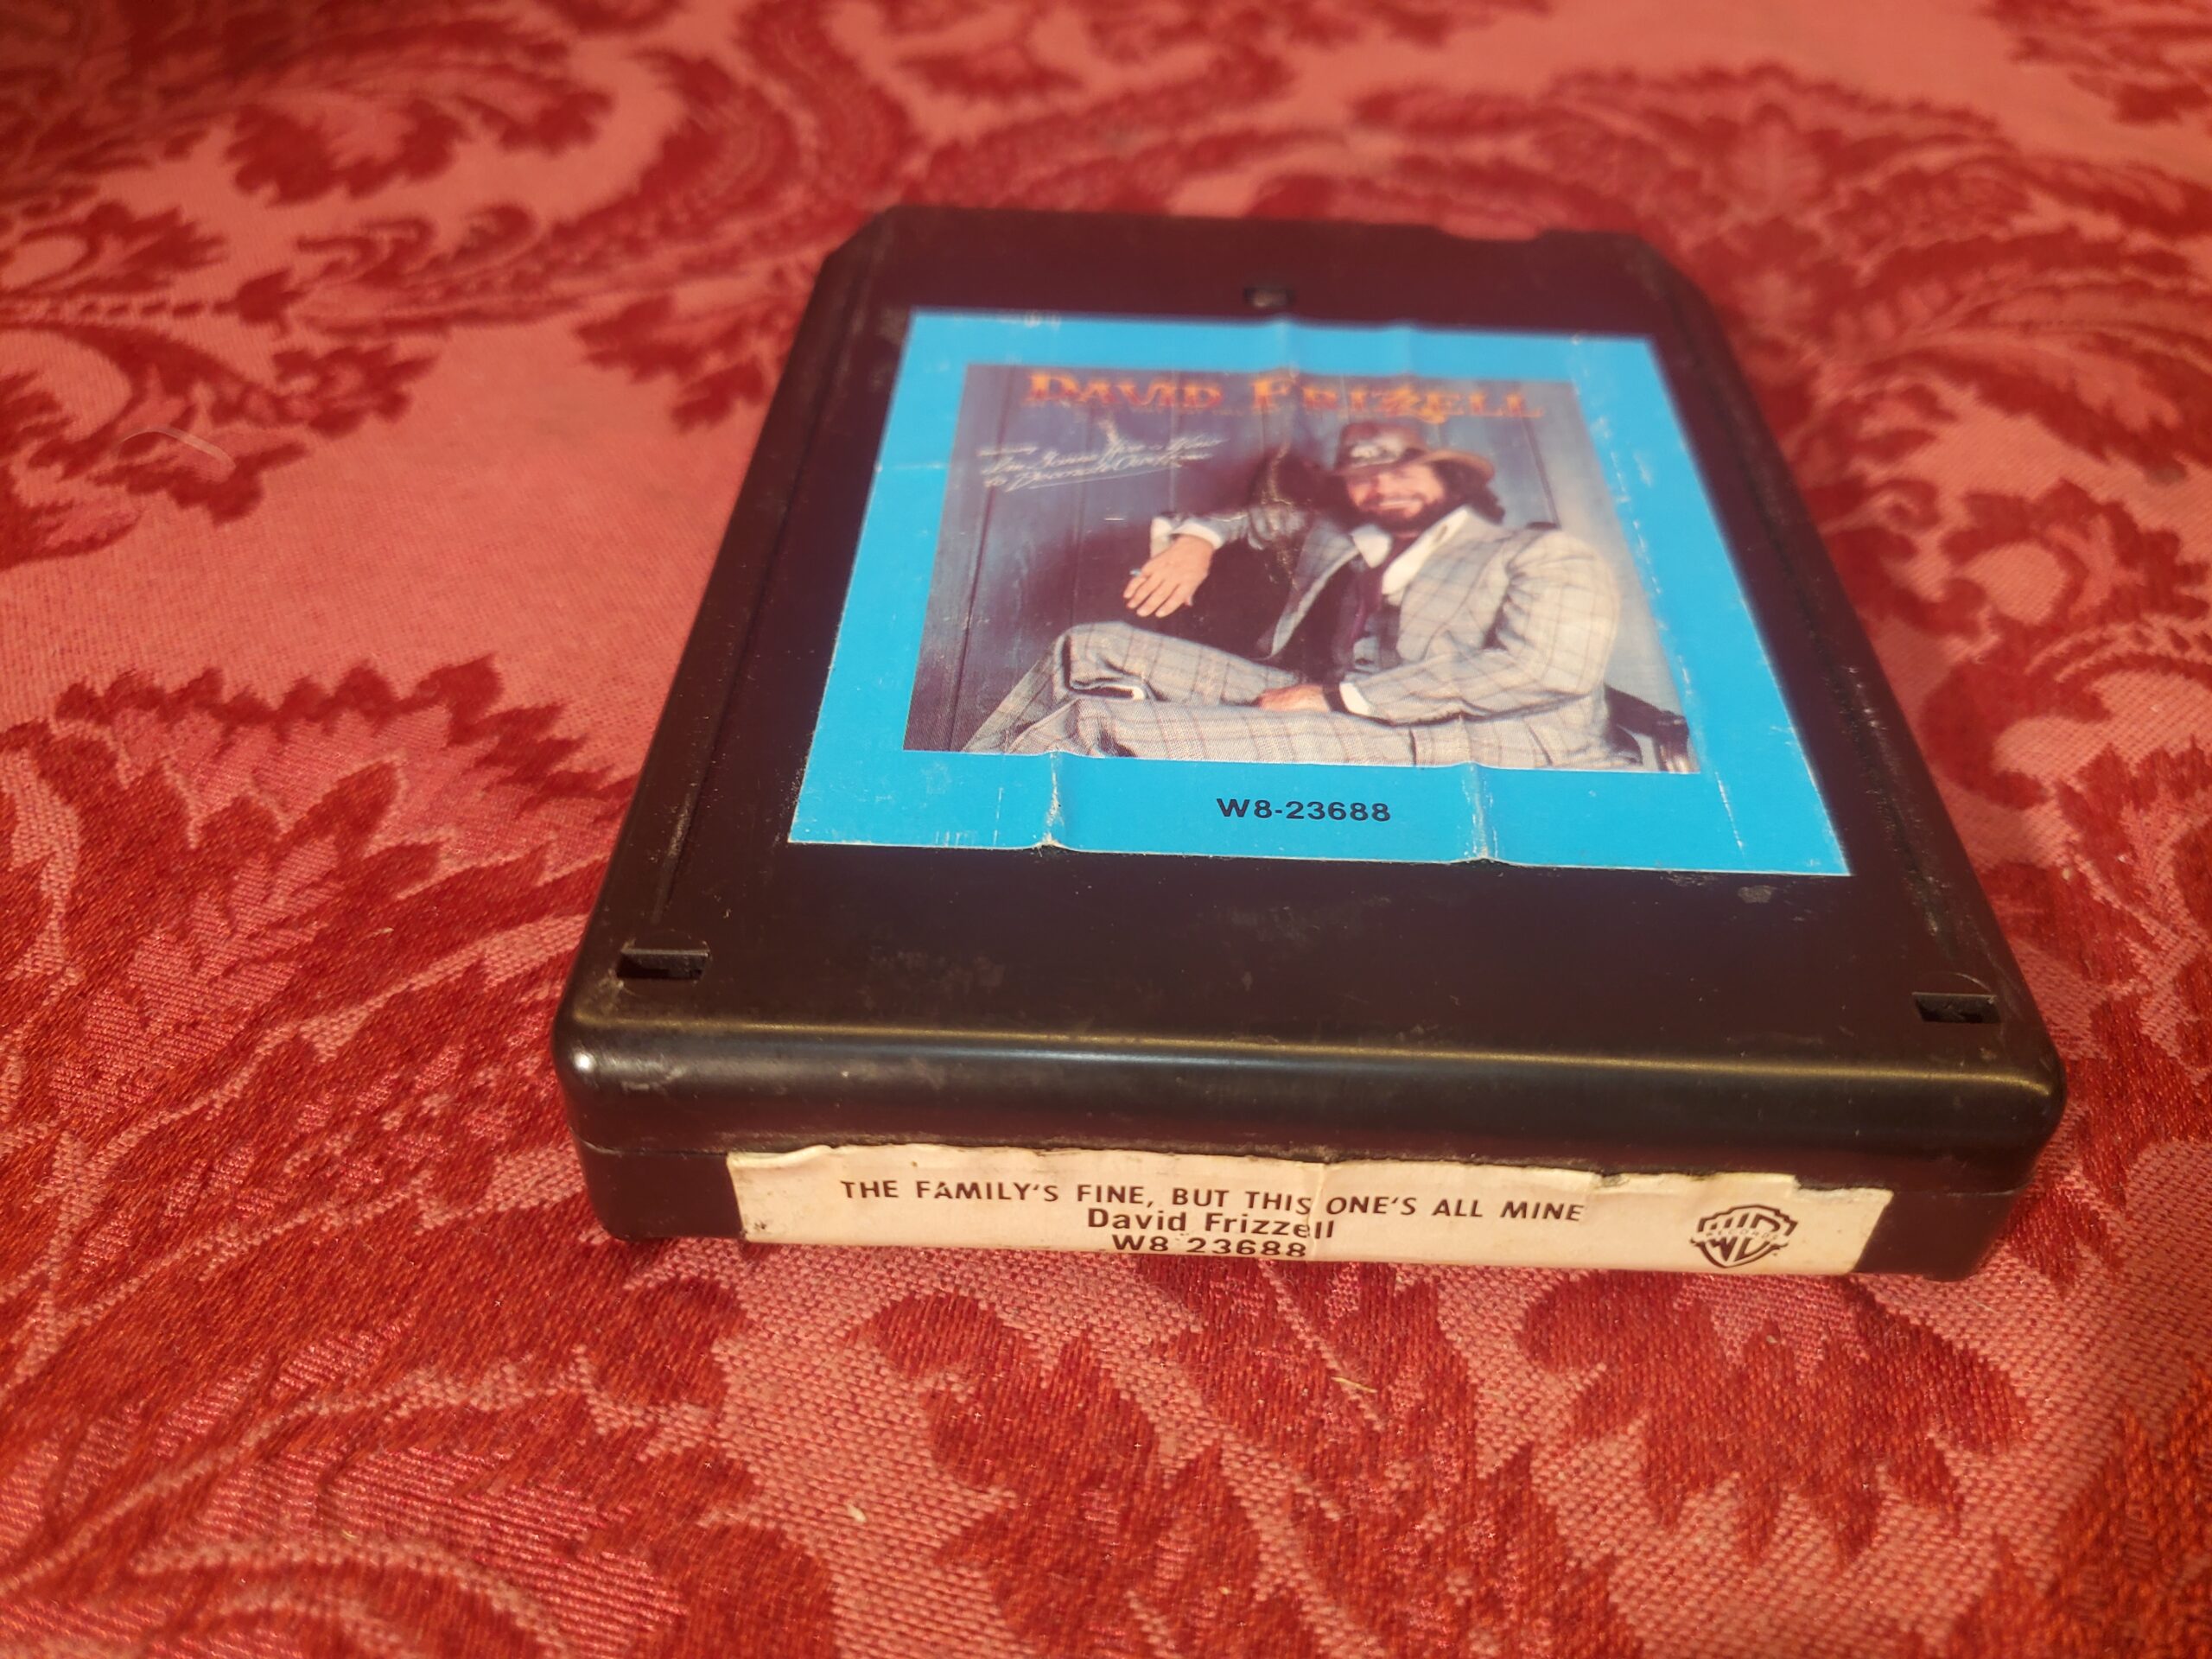 DAVID FRIZZELL
W8-23688
THE FAMILY'S FINE, BUT THIS ONE'S ALL MINE
David Frizzell
W8 23688